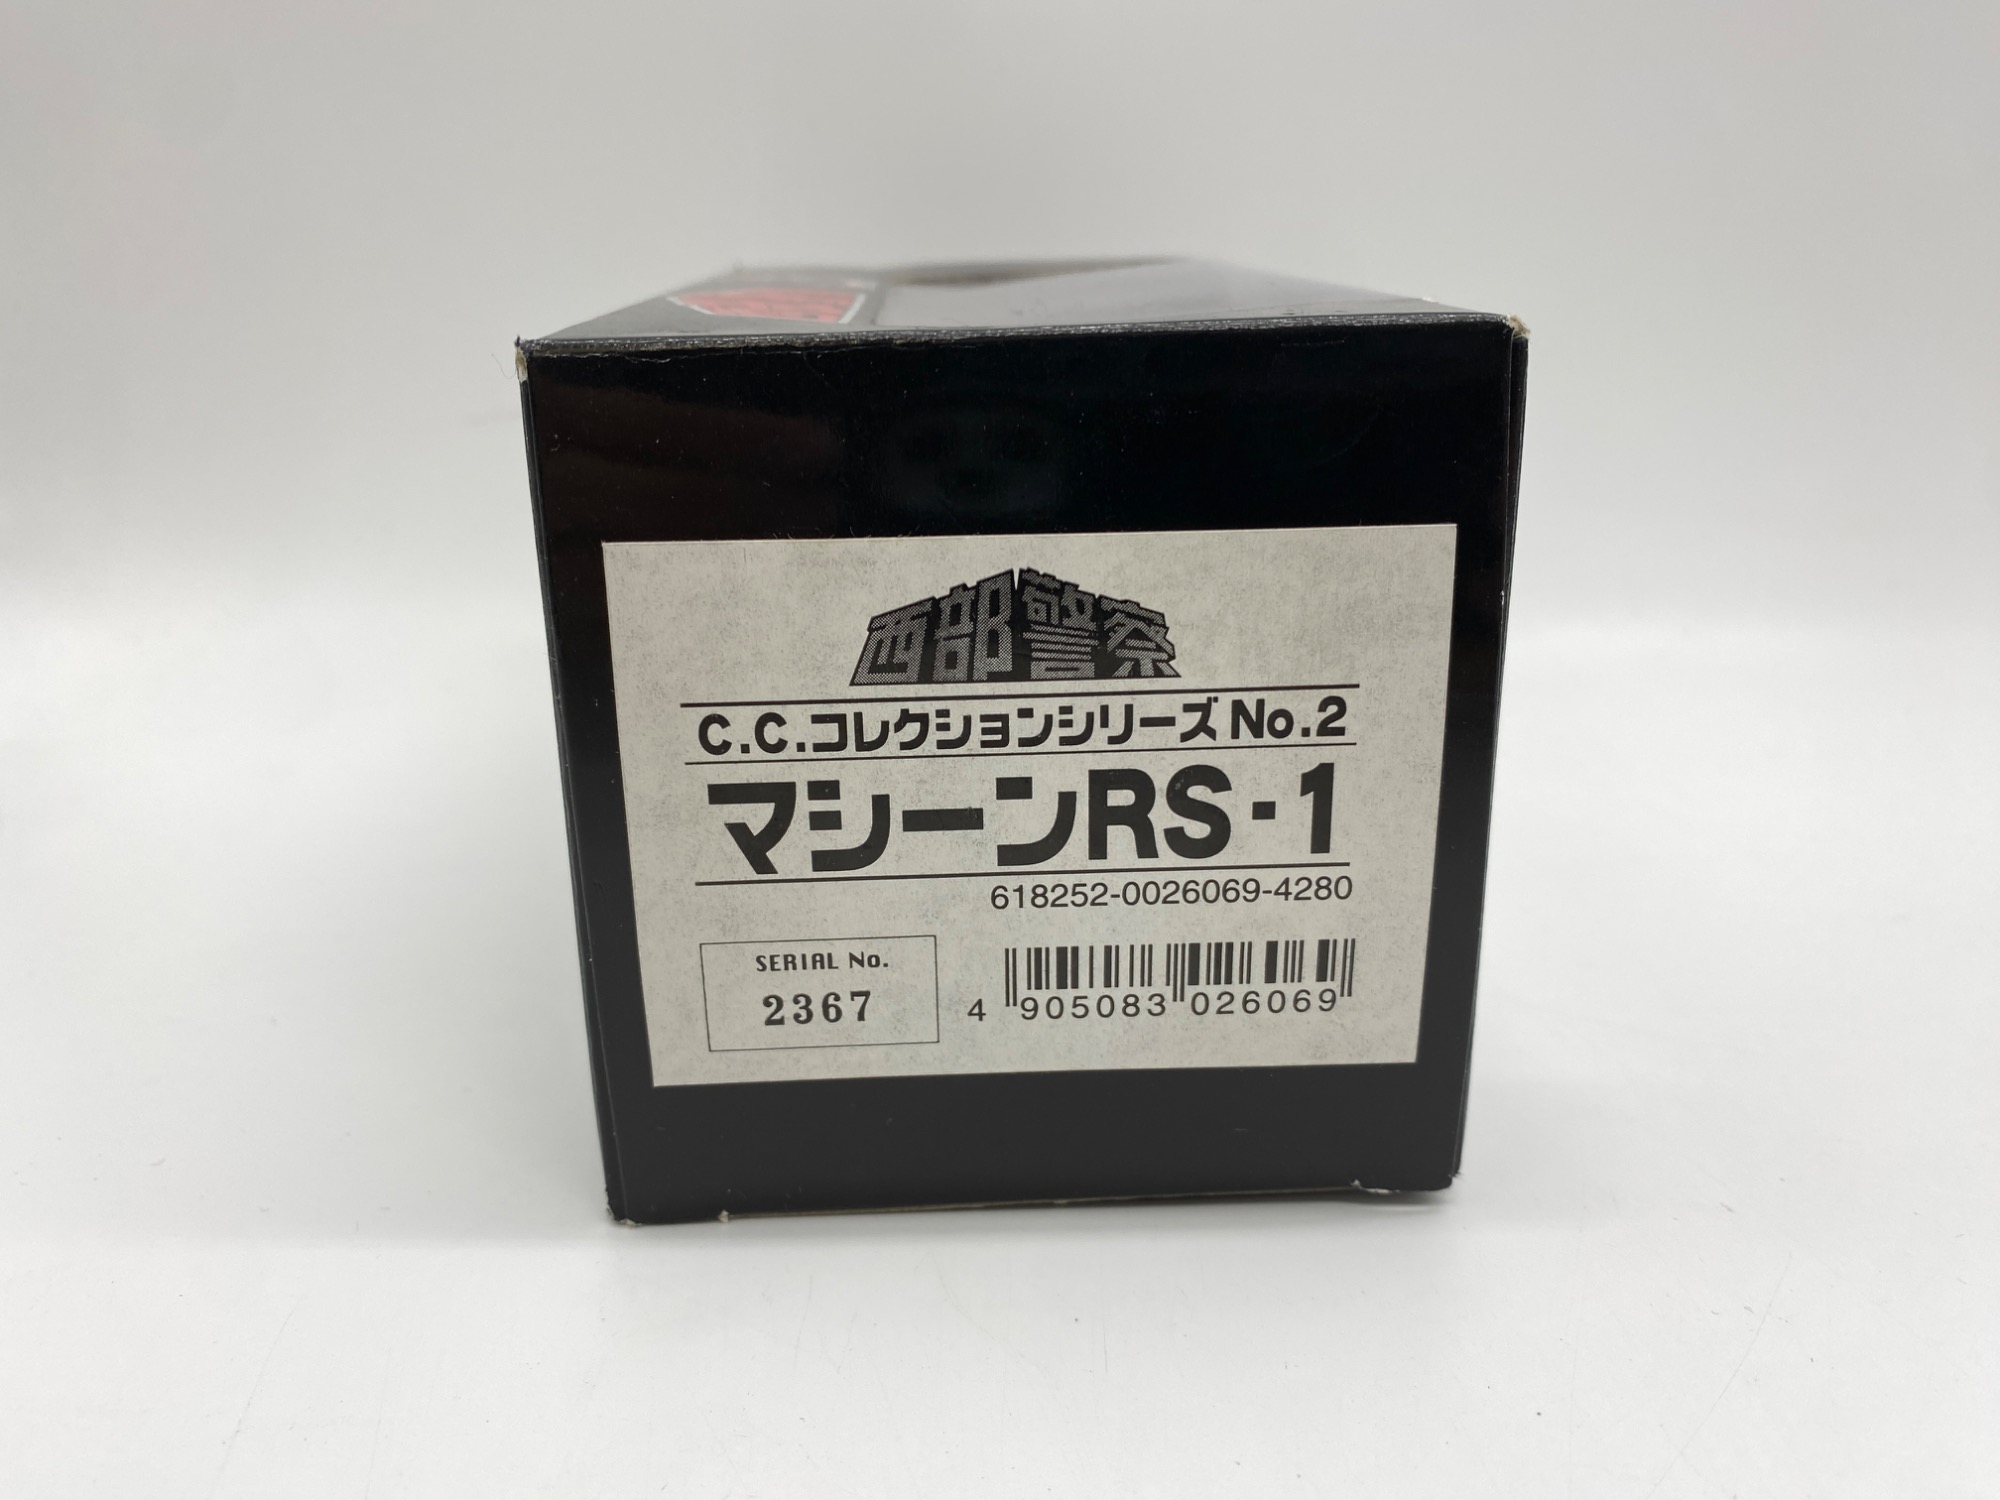 西部警察
C.C.コレクションシリーズ No.2
マシーンRS・1
618252-0026069-4280
SERIAL No.
2367
4 905083 026069